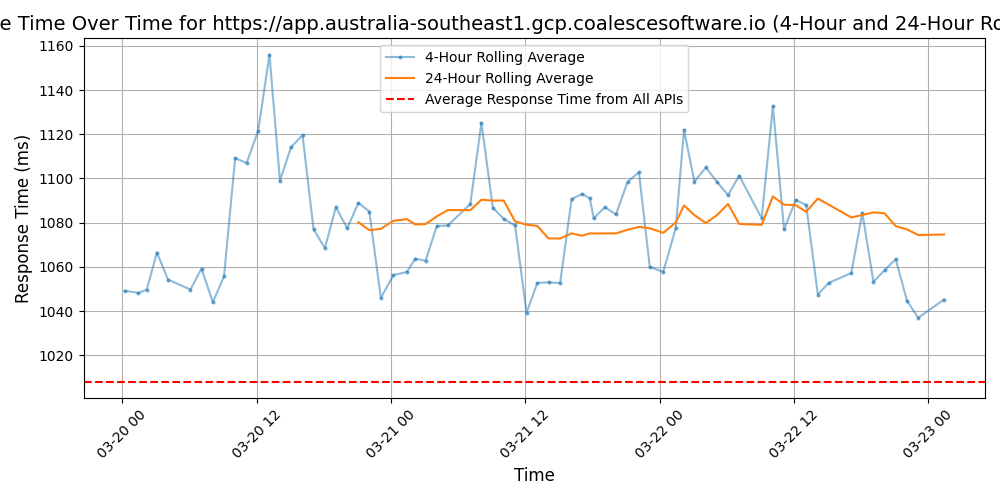 e Time Over Time for https://app.australia-southeast1.gcp.coalescesoftware.io (4-Hour and 24-Hour Ro
4-Hour Rolling Average
24-Hour Rolling Average
Average Response Time from All APIs
Response Time (ms)
1160
1140
1120
1100
1080
1060
1040
1020
03-20 00
03-20 12
03-21 00
03-21 12
03-22 00
03-22 12
03-23 00
Time